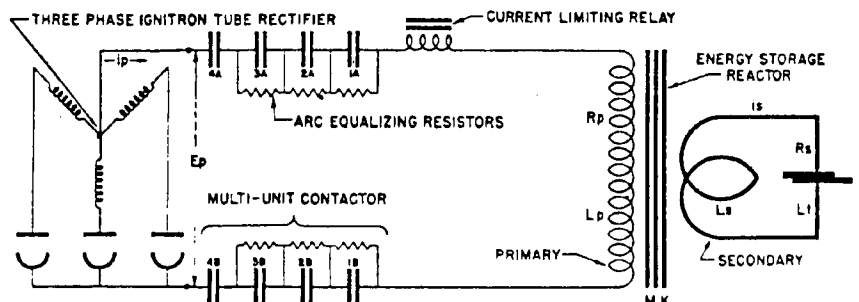 THREE PHASE IGNITRON TUBE RECTIFIER
CURRENT LIMITING RELAY
ip
4A 3A 2A 1A
ENERGY STORAGE
REACTOR
is
ARC EQUALIZING RESISTORS
Ep
Rp
Rs
MULTI-UNIT CONTACTOR
Lp
Ls
Lt
4B 3B 2B 1B
PRIMARY
SECONDARY
M,K